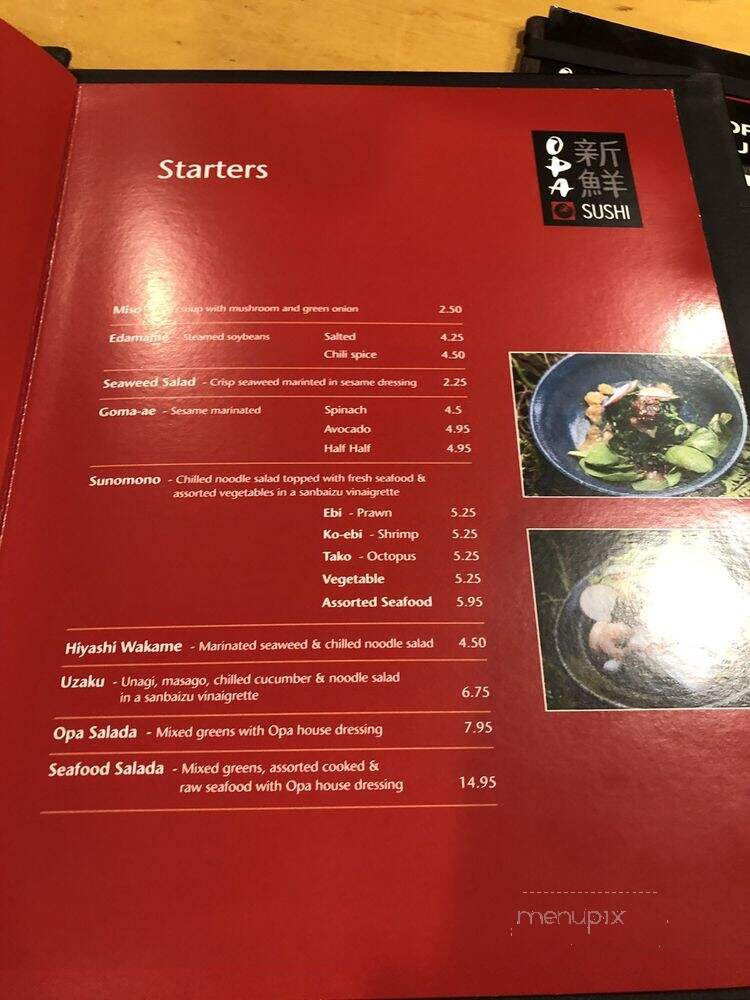 Starters
OPA 新鮮
SUSHI
Miso soup with mushroom and green onion 2.50
Edamame - Steamed soybeans Salted 4.25
Chili spice 4.50
Seaweed Salad - Crisp seaweed marinted in sesame dressing 2.25
Goma-ae - Sesame marinated Spinach 4.5
Avocado 4.95
Half Half 4.95
Sunomono - Chilled noodle salad topped with fresh seafood &
assorted vegetables in a sanbaizu vinaigrette
Ebi - Prawn 5.25
Ko-ebi - Shrimp 5.25
Tako - Octopus 5.25
Vegetable 5.25
Assorted Seafood 5.95
Hiyashi Wakame - Marinated seaweed & chilled noodle salad 4.50
Uzaku - Unagi, masago, chilled cucumber & noodle salad
in a sanbaizu vinaigrette 6.75
Opa Salada - Mixed greens with Opa house dressing 7.95
Seafood Salada - Mixed greens, assorted cooked &
raw seafood with Opa house dressing 14.95
menupix